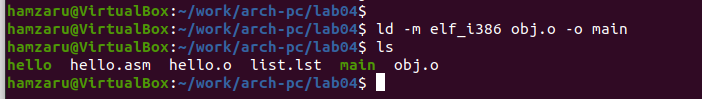 hamzaru@VirtualBox:~/work/arch-pc/lab04$
hamzaru@VirtualBox:~/work/arch-pc/lab04$ ld -m elf_i386 obj.o -o main
hamzaru@VirtualBox:~/work/arch-pc/lab04$ ls
hello hello.asm hello.o list.lst main obj.o
hamzaru@VirtualBox:~/work/arch-pc/lab04$